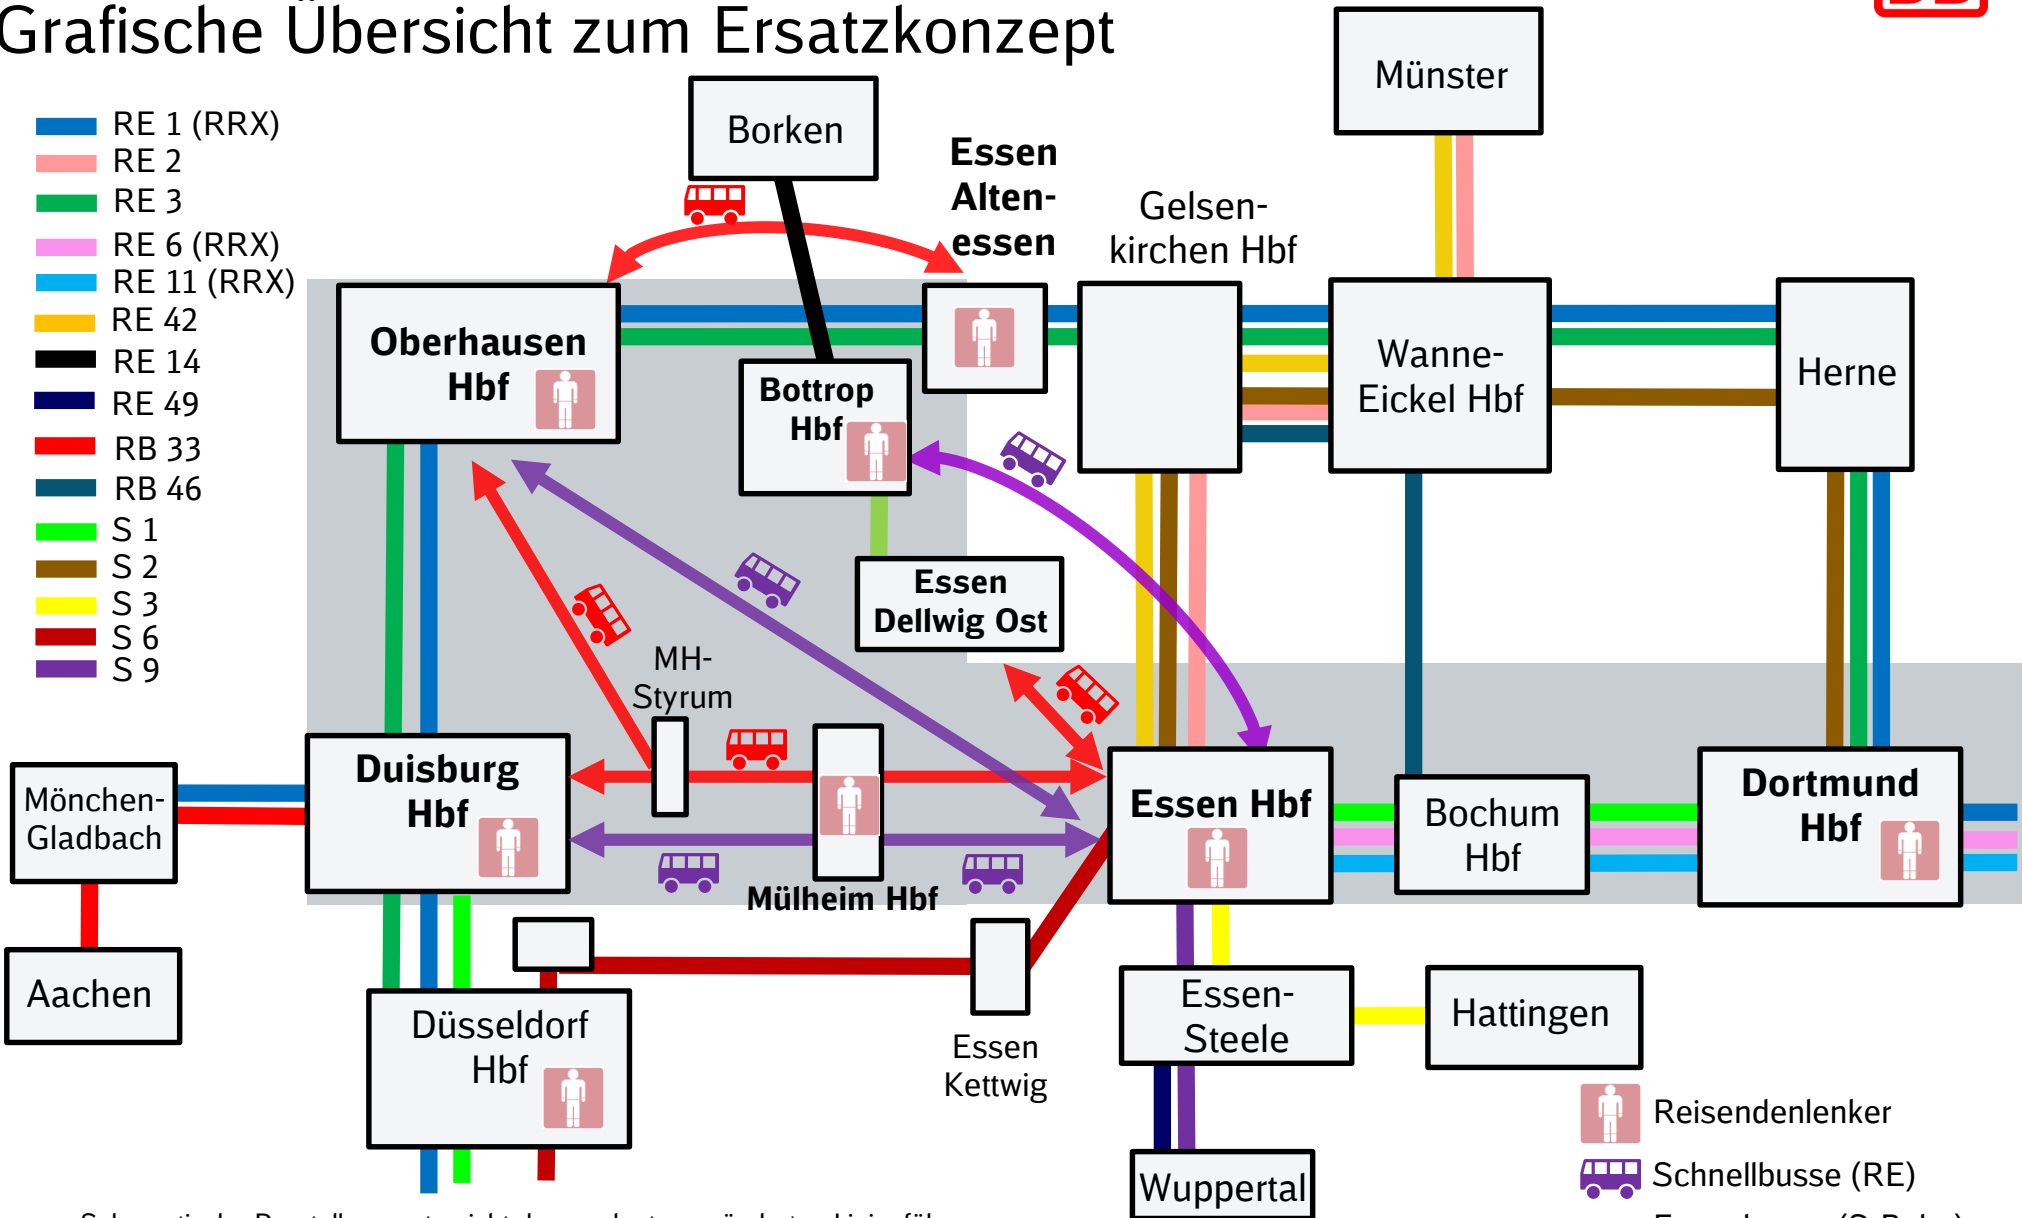 Grafische Übersicht zum Ersatzkonzept
RE 1 (RRX)
RE 2
RE 3
RE 6 (RRX)
RE 11 (RRX)
RE 42
RE 14
RE 49
RB 33
RB 46
S 1
S 2
S 3
S 6
S 9
Borken
Essen
Alten-
essen
Gelsen-
kirchen Hbf
Münster
Oberhausen
Hbf
Bottrop
Hbf
Wanne-
Eickel Hbf
Herne
Essen
Dellwig Ost
MH-
Styrum
Mönchen-
Gladbach
Duisburg
Hbf
Mülheim Hbf
Essen Hbf
Bochum
Hbf
Dortmund
Hbf
Aachen
Düsseldorf
Hbf
Essen
Kettwig
Essen-
Steele
Hattingen
Wuppertal
Reisendenlenker
Schnellbusse (RE)